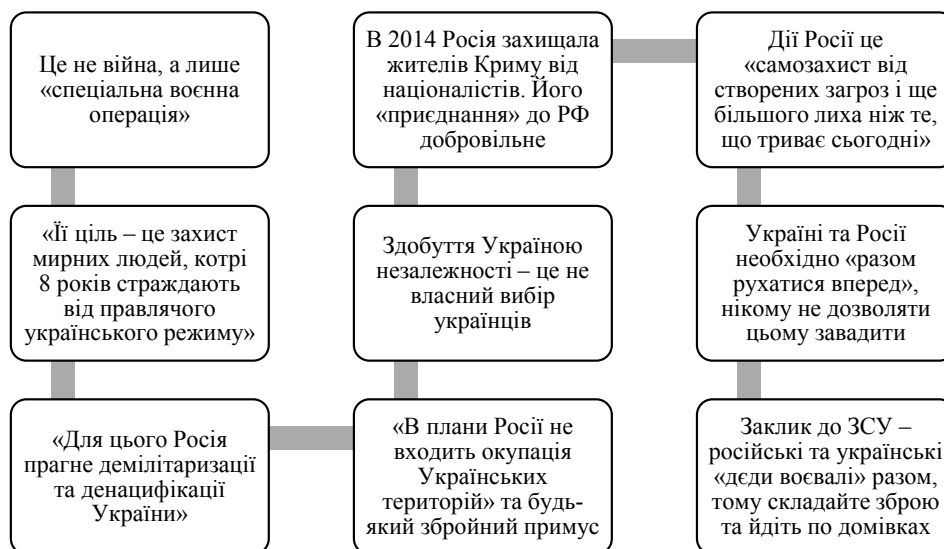 Це не війна, а лише
«спеціальна воєнна
операція»
«Її ціль – це захист
мирних людей, котрі
8 років страждають
від правлячого
українського режиму»
«Для цього Росія
прагне демілітаризації
та денацифікації
України»
«В плани Росії не
входить окупація
Українських
територій» та будь-
який збройний примус
Здобуття Україною
незалежності – це не
власний вибір
українців
В 2014 Росія захищала
жителів Криму від
націоналістів. Його
«приєднання» до РФ
добровільне
Дії Росії це
«самозахист від
створених загроз і ще
більшого лиха ніж те,
що триває сьогодні»
Україні та Росії
необхідно «разом
рухатися вперед»,
нікому не дозволяти
цьому завадити
Заклик до ЗСУ –
російські та українські
«дєди воєвалі» разом,
тому складайте зброю
та йдіть по домівках